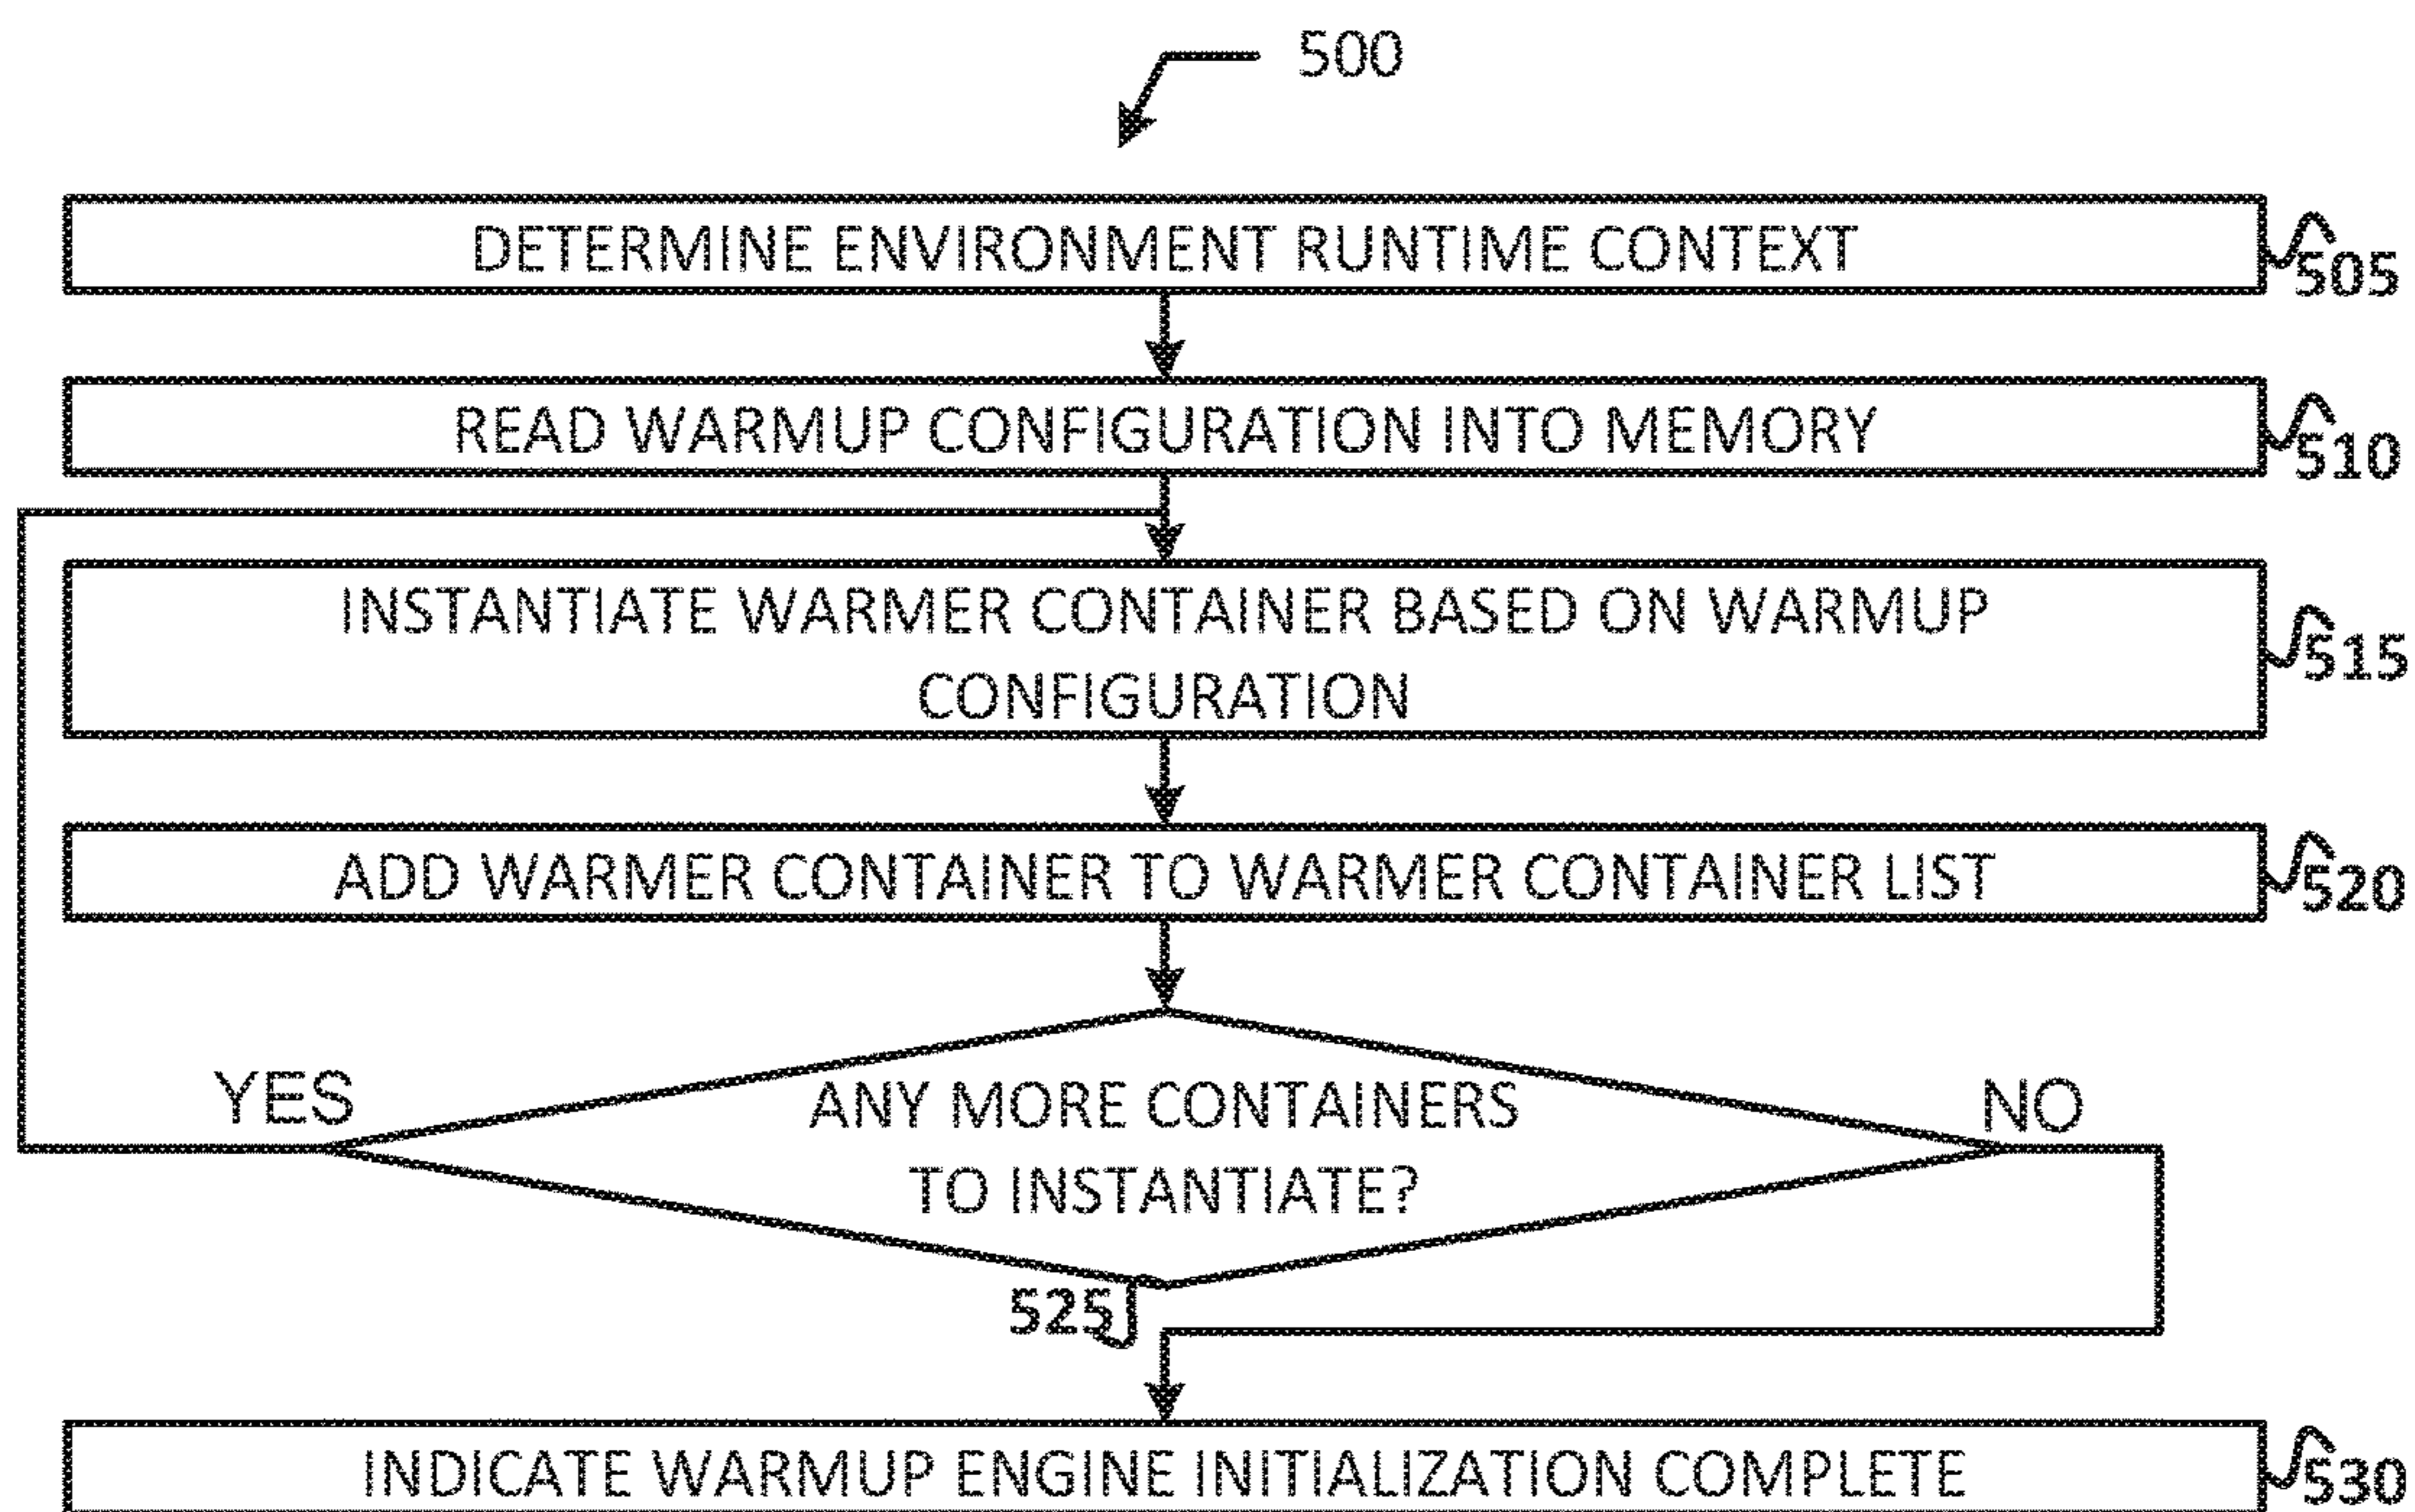 500
DETERMINE ENVIRONMENT RUNTIME CONTEXT
505
READ WARMUP CONFIGURATION INTO MEMORY
510
INSTANTIATE WARMER CONTAINER BASED ON WARMUP
CONFIGURATION
515
ADD WARMER CONTAINER TO WARMER CONTAINER LIST
520
YES
ANY MORE CONTAINERS
TO INSTANTIATE?
NO
525
INDICATE WARMUP ENGINE INITIALIZATION COMPLETE
530